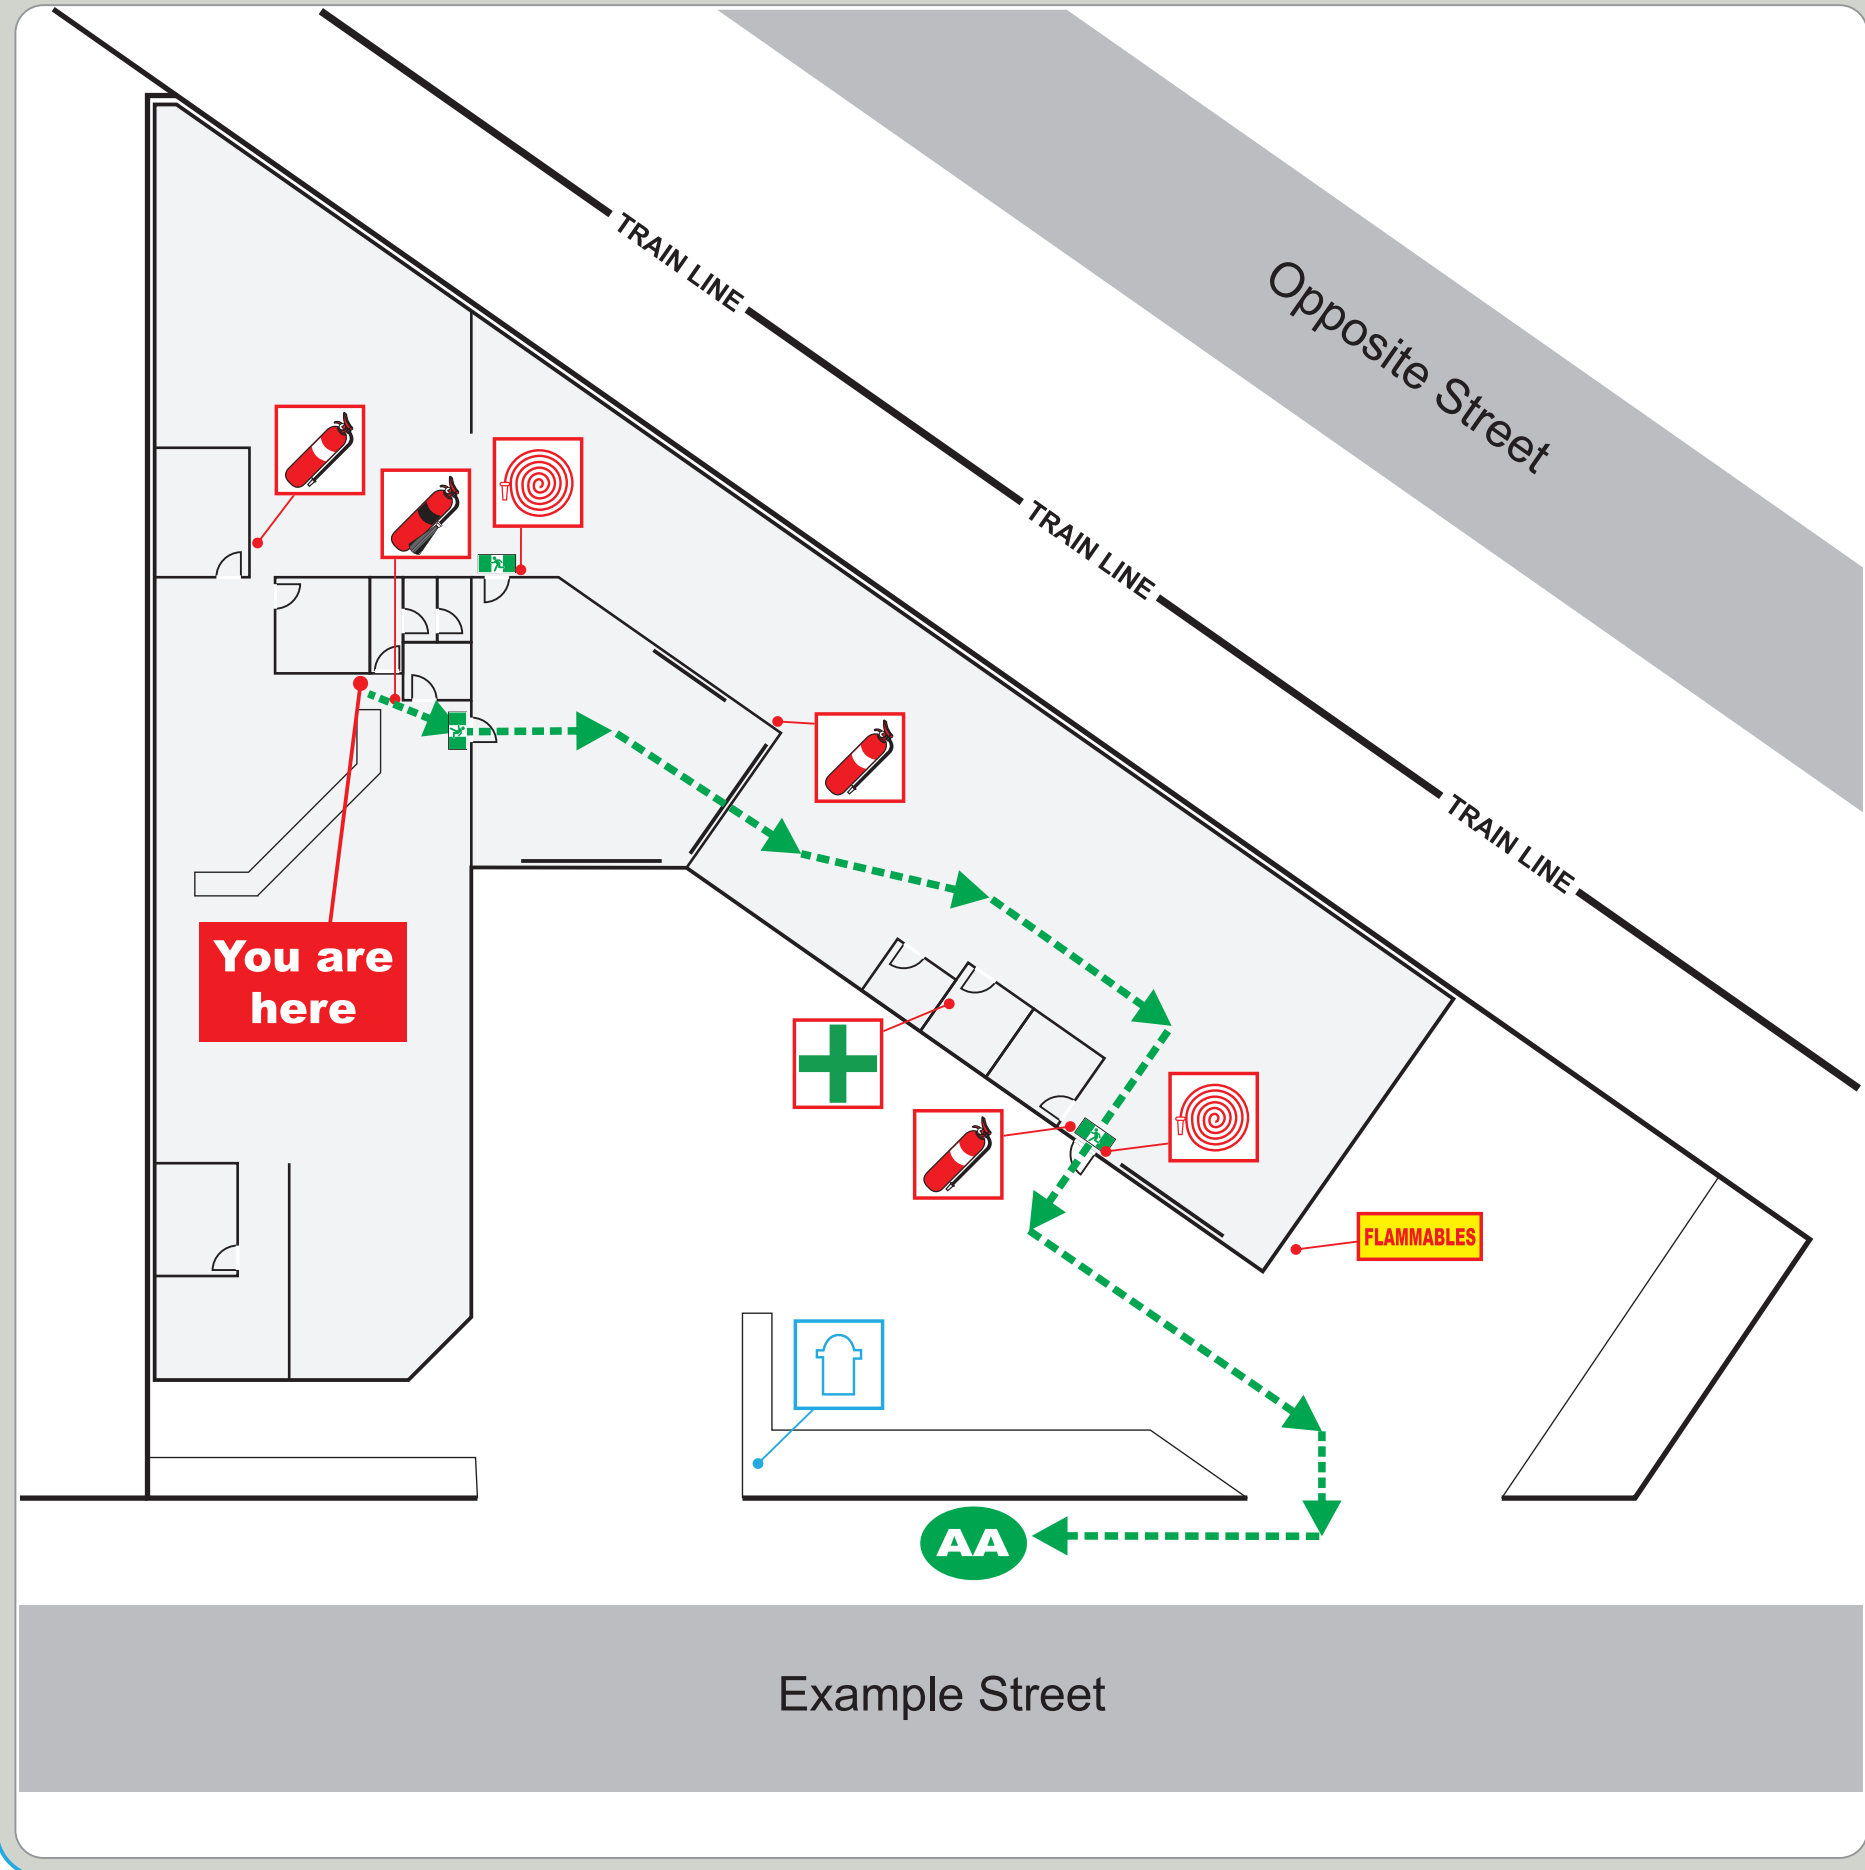 TRAIN LINE
Opposite Street
TRAIN LINE
TRAIN LINE
You are
here
FLAMMABLES
AA
Example Street